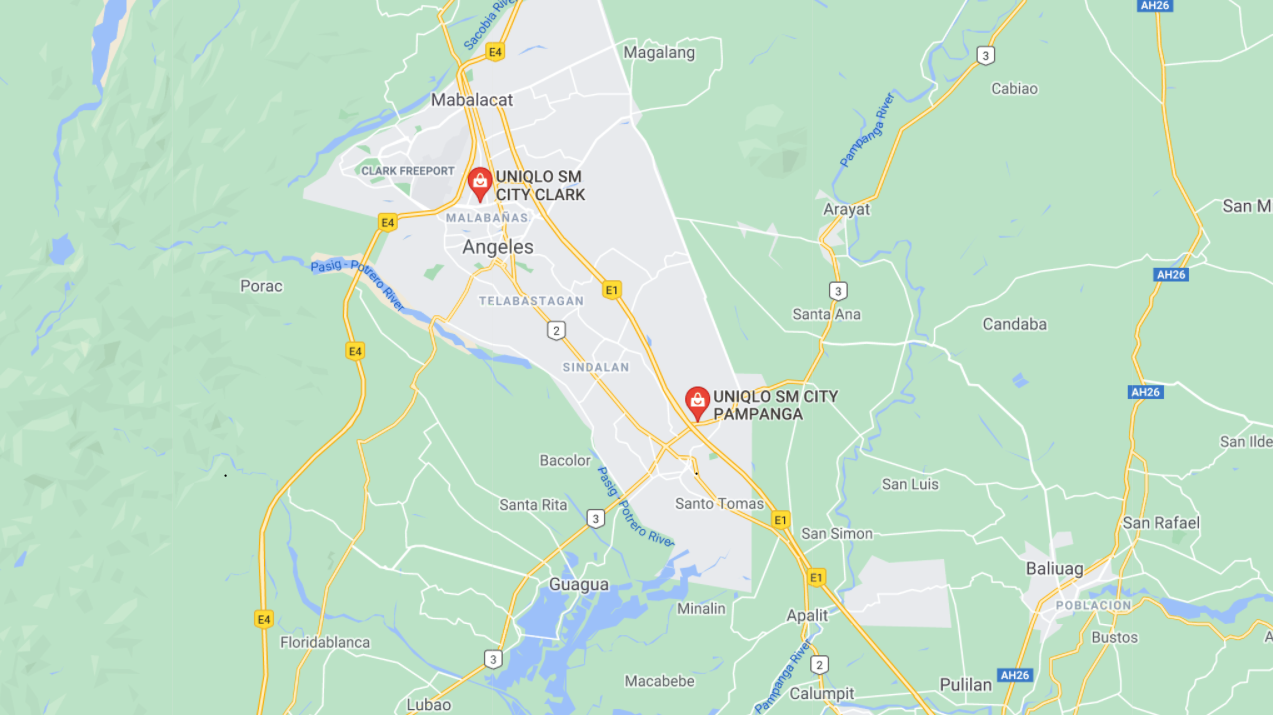 AH26
Sacobia River
E4
Magalang
3
Cabiao
Mabalacat
Pampanga River
CLARK FREEPORT
UNIQLO SM
CITY CLARK
E4
MALABAÑAS
Arayat
San M
Angeles
Pasig - Potrero River
AH26
Porac
E1
3
TELABASTAGAN
Santa Ana
2
Candaba
E4
SINDALAN
AH26
UNIQLO SM CITY
PAMPANGA
San Ilde
Bacolor
San Luis
Pasig - Potrero River
Santa Rita
Santo Tomas
3
E1
San Rafael
San Simon
Baliuag
E1
Guagua
POBLACION
Minalin
Apalit
E4
Bustos
A
Floridablanca
3
2
Pampanga River
AH26
Macabebe
Pulilan
Calumpit
Lubao